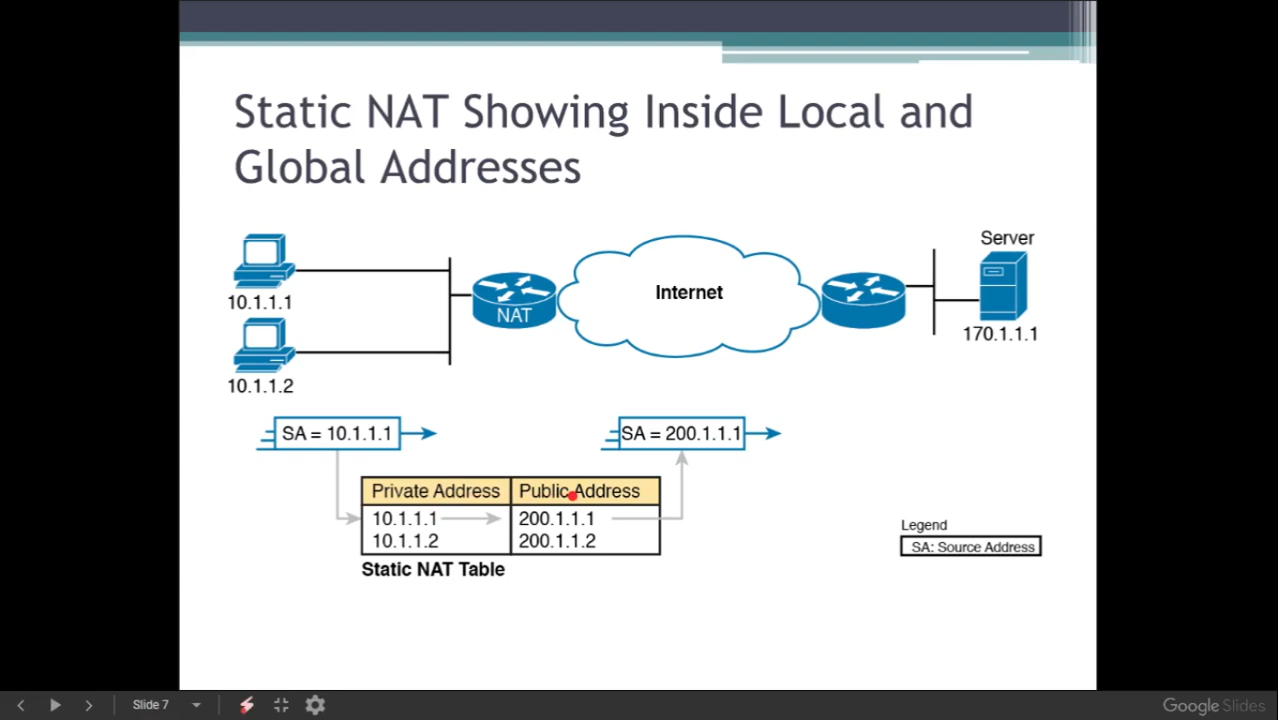 Static NAT Showing Inside Local and
Global Addresses
10.1.1.1
10.1.1.2
NAT
Internet
Server
170.1.1.1
SA = 10.1.1.1
SA = 200.1.1.1
Private Address Public Address
10.1.1.1 200.1.1.1
10.1.1.2 200.1.1.2
Static NAT Table
Legend
SA: Source Address
Slide 7
Google Slides